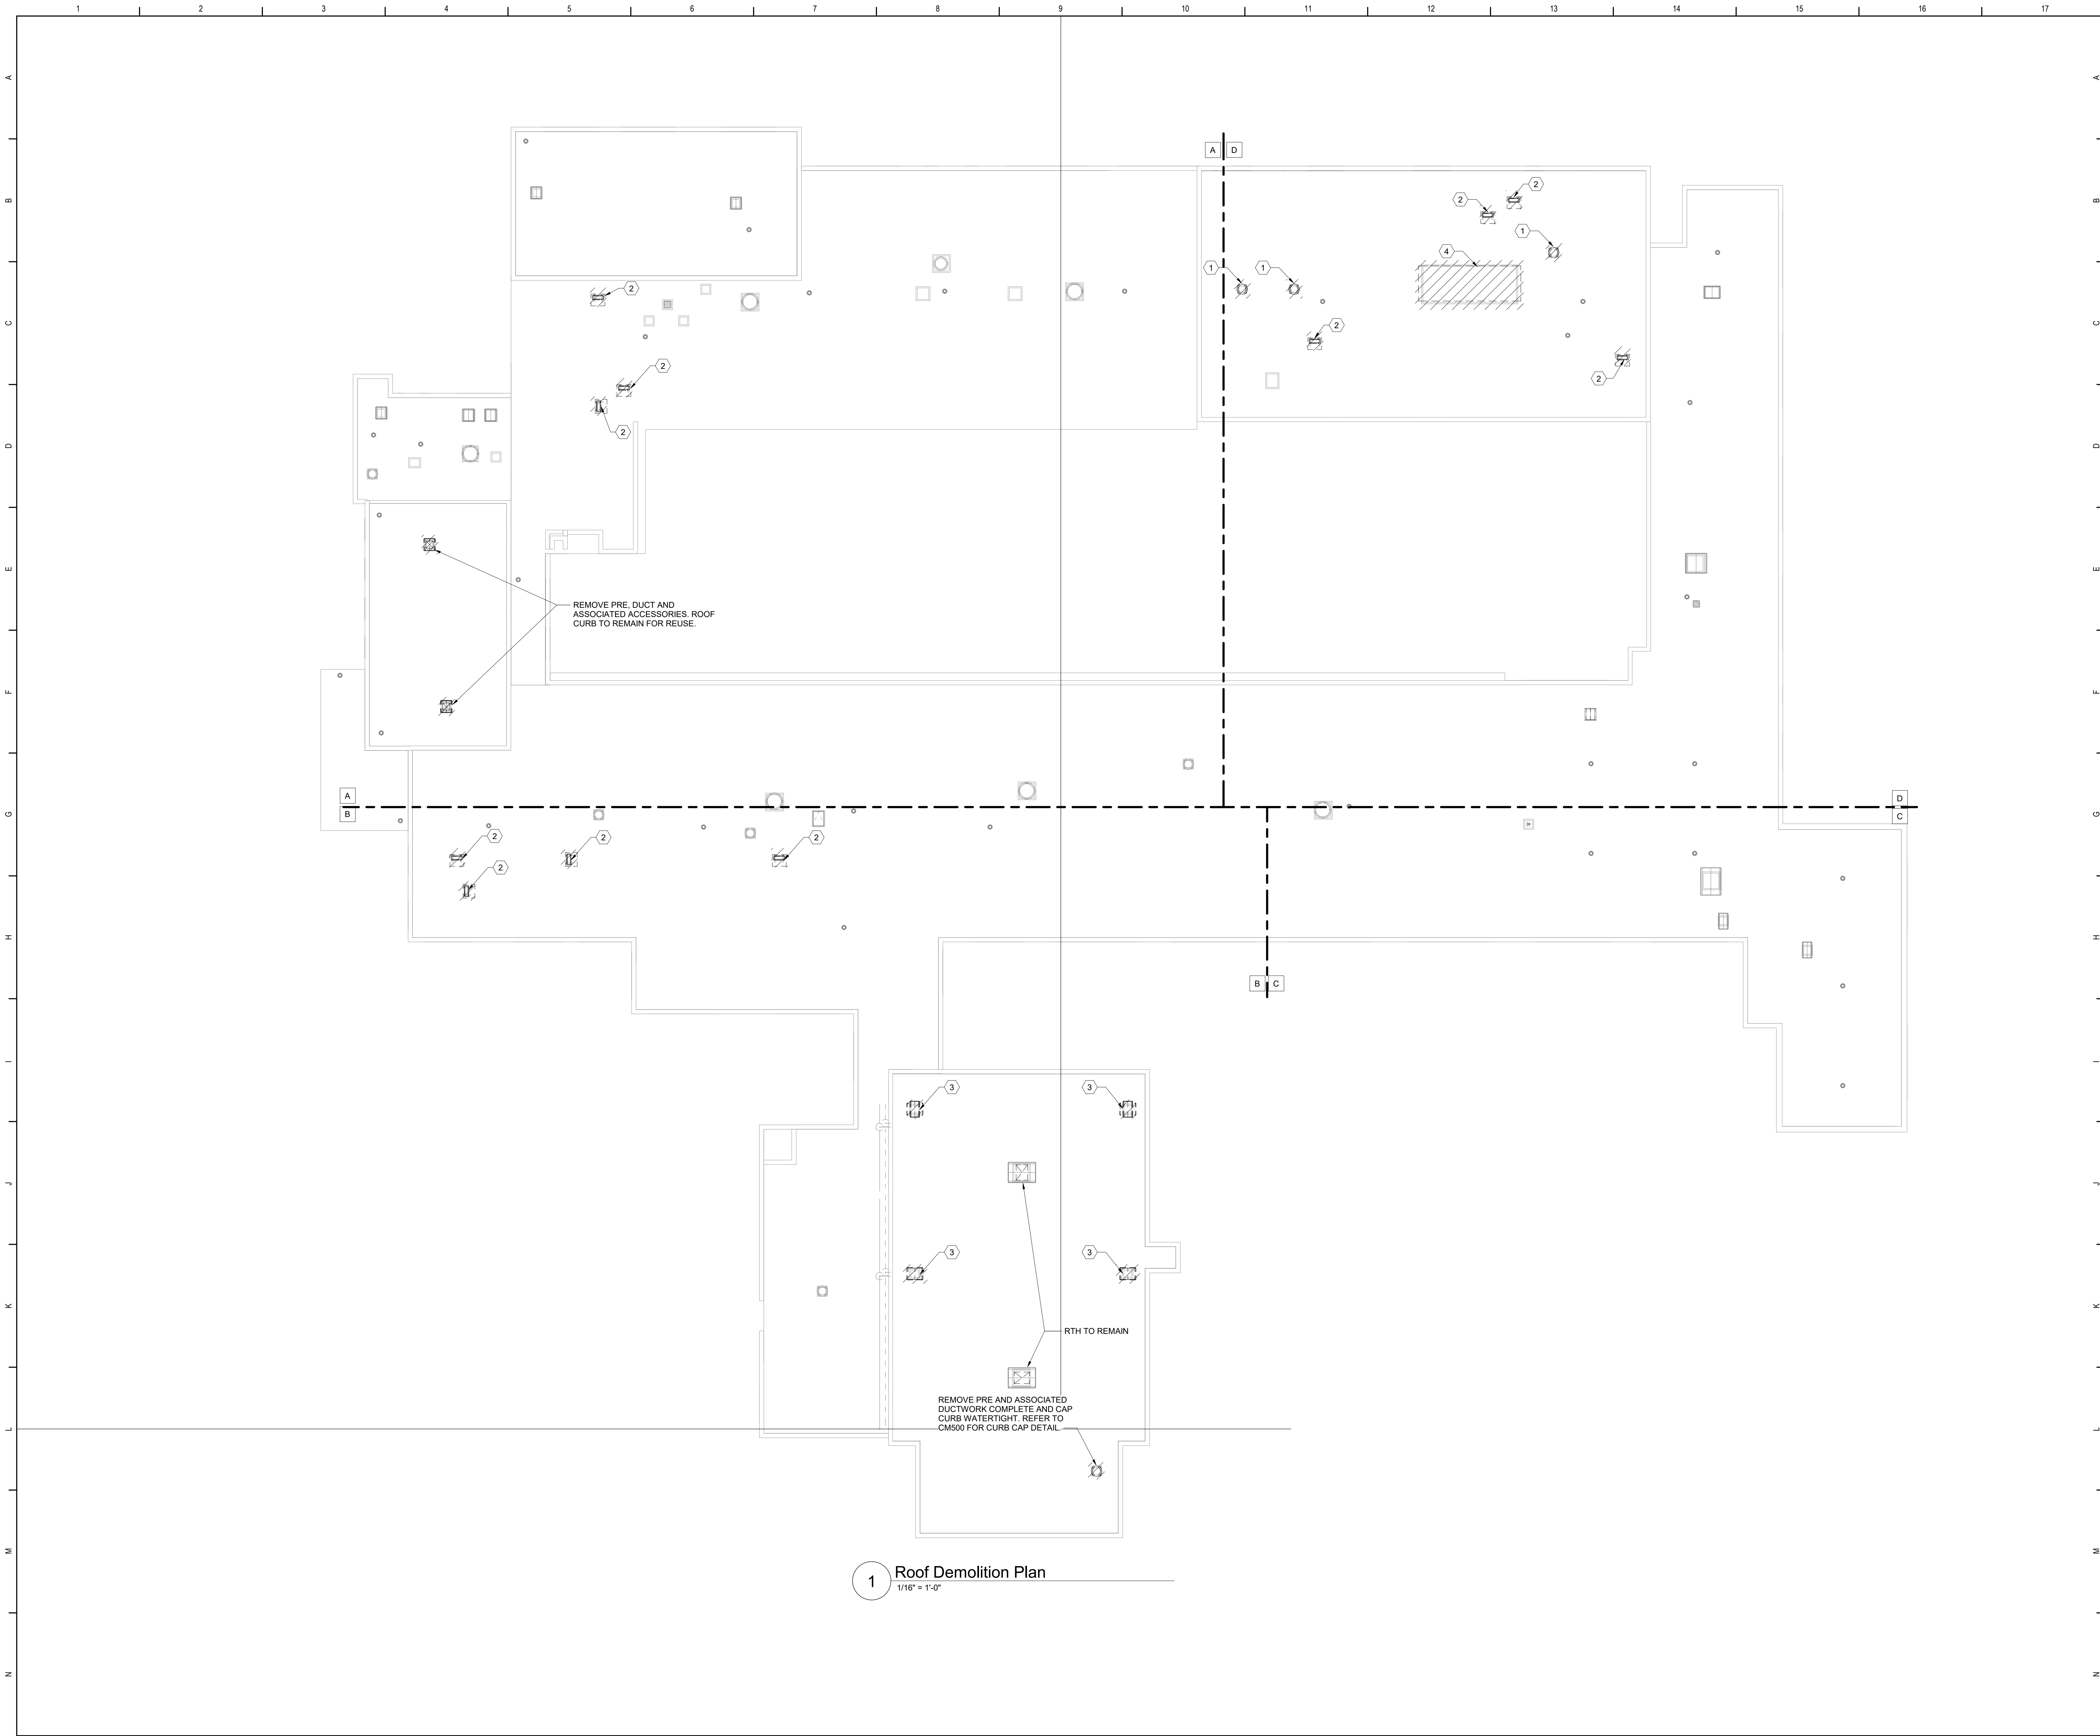 1 2 3 4 5 6 7 8 9 10 11 12 13 14 15 16 17
A A
A D
2
B 2 B
1
4
1 1
2
C 2 C
2
2
2
D D
E E
REMOVE PRE, DUCT AND
ASSOCIATED ACCESSORIES. ROOF
CURB TO REMAIN FOR REUSE.
F F
A D
G B C G
2 2 2
2
H H
B C
I I
3 3
J J
3 3
K K
RTH TO REMAIN
REMOVE PRE AND ASSOCIATED
DUCTWORK COMPLETE AND CAP
CURB WATERTIGHT. REFER TO
CM500 FOR CURB CAP DETAIL.
L L
M M
1 Roof Demolition Plan
1/16" = 1'-0"
N N